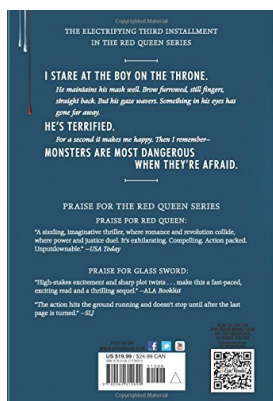 Copyrighted Material
THE ELECTRIFYING THIRD INSTALLMENT
IN THE RED QUEEN SERIES
I STARE AT THE BOY ON THE THRONE.
He maintains his mask well. Brow furrowed, still fingers,
straight back. But his gaze wavers. Something in his eyes has
gone far away.
HE'S TERRIFIED.
For a second it makes me happy. Then I remember—
MONSTERS ARE MOST DANGEROUS
WHEN THEY'RE AFRAID.
PRAISE FOR THE RED QUEEN SERIES
PRAISE FOR RED QUEEN:
"A sizzling, imaginative thriller, where romance and revolution collide,
where power and justice duel. It's exhilarating. Compelling. Action packed.
Unputdownable." —USA Today
PRAISE FOR GLASS SWORD:
"High-stakes excitement and sharp plot twists . . . make this a fast-paced,
exciting read and a thrilling sequel." —ALA Booklist
"The action hits the ground running and doesn't stop until after the last
page is turned." —SLJ
US $19.99 / $24.99 CAN
Copyrighted Material